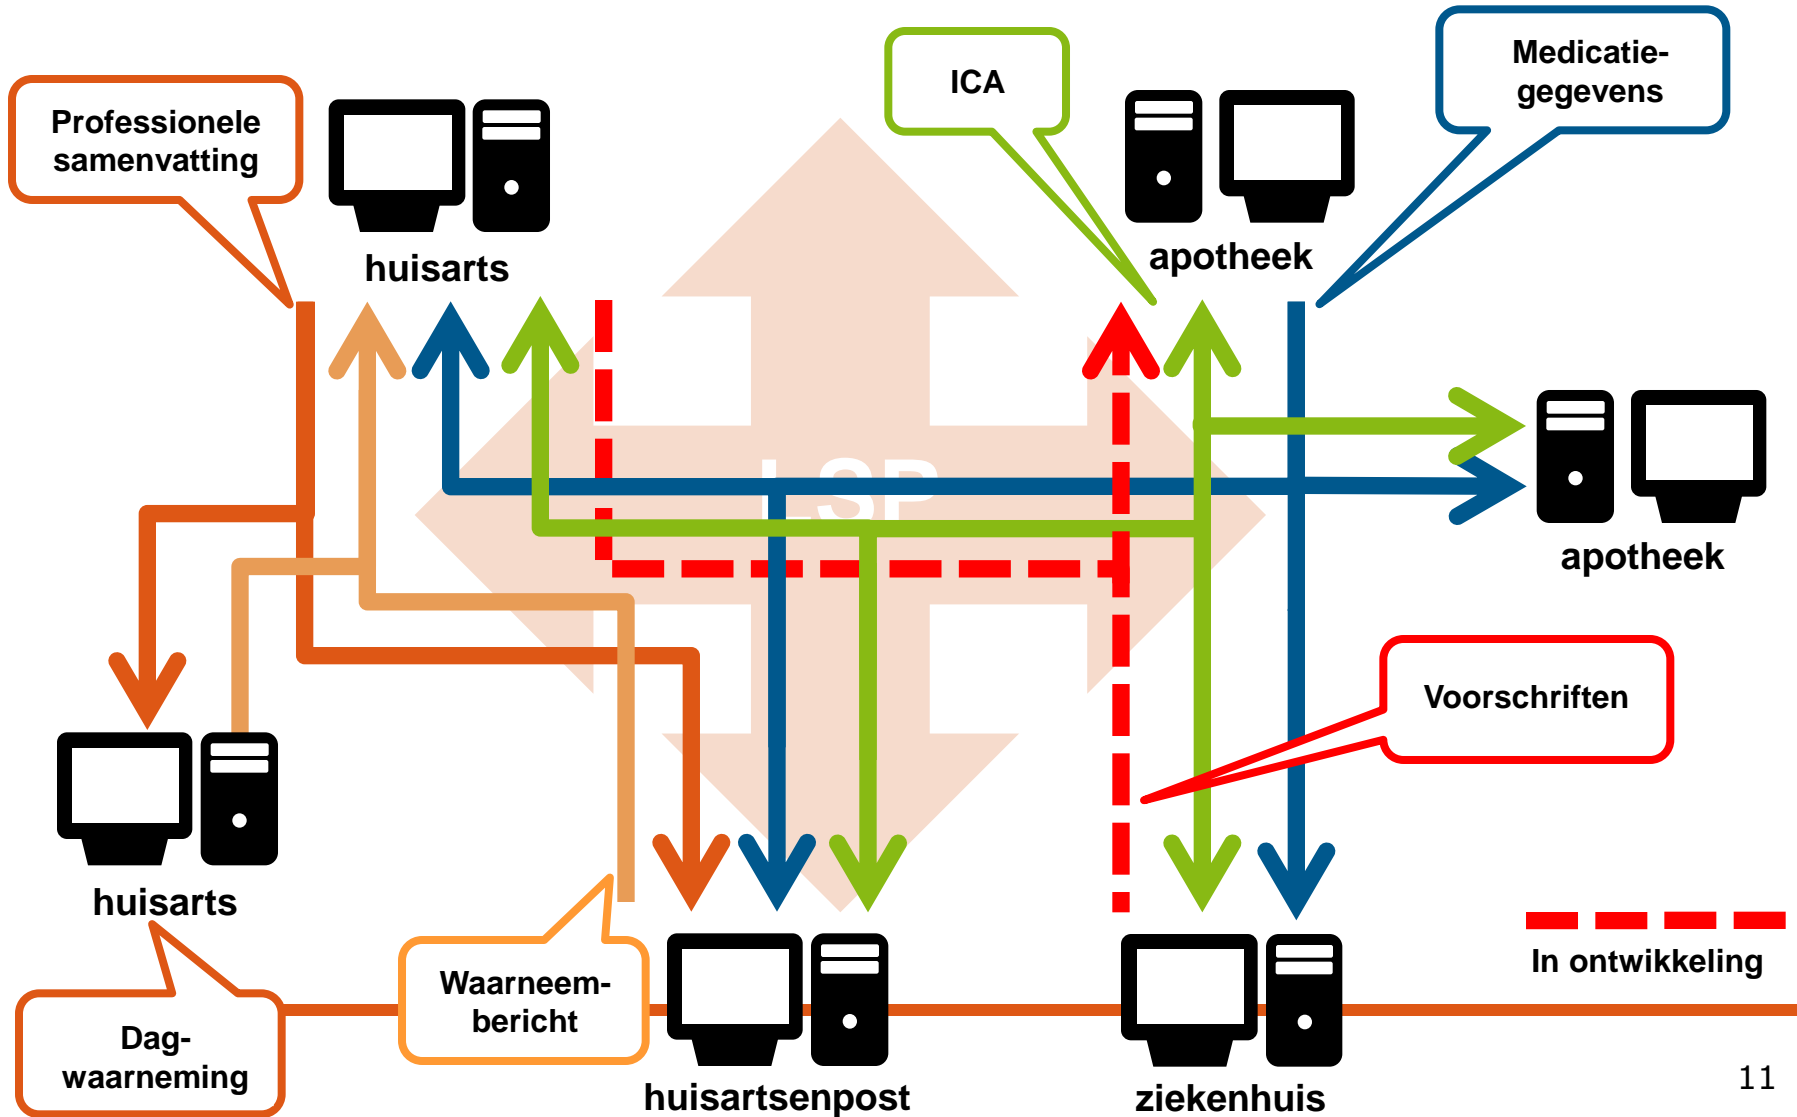 Professionele
samenvatting
ICA
Medicatie-
gegevens
huisarts
apotheek
LSP
apotheek
Voorschriften
huisarts
In ontwikkeling
Waarneem-
bericht
Dag-
waarneming
huisartsenpost
ziekenhuis
11